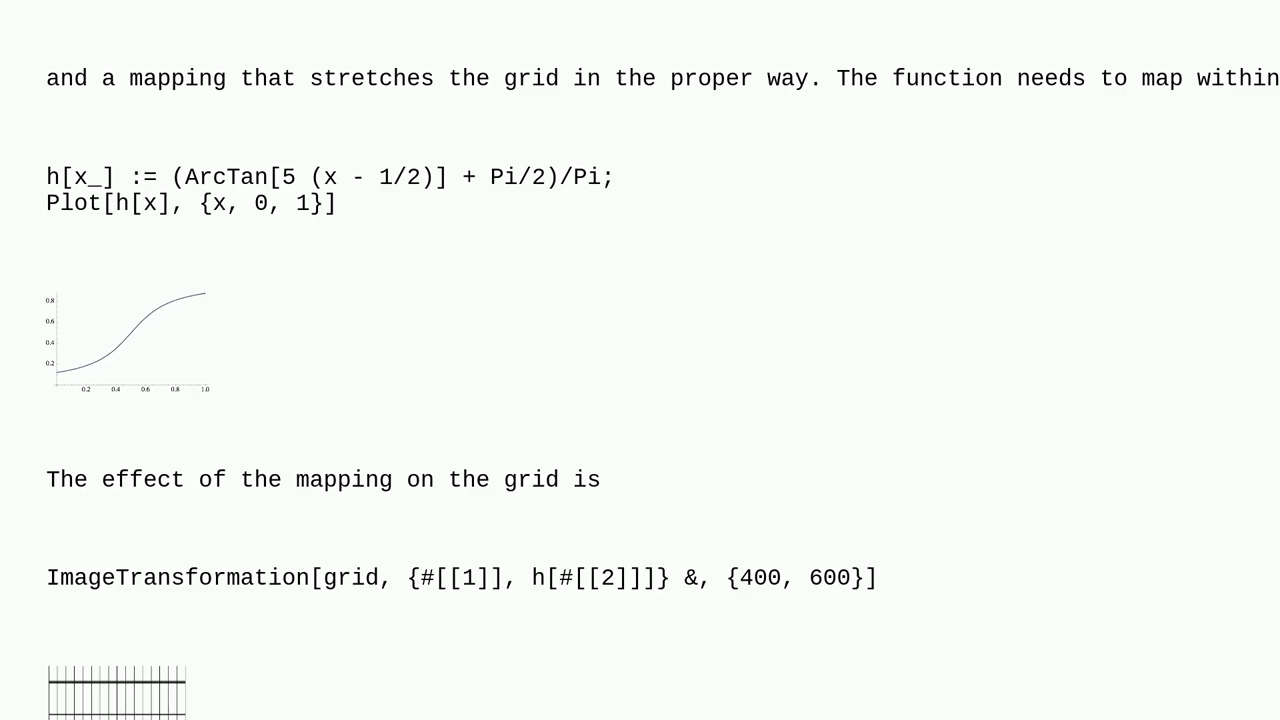 and a mapping that stretches the grid in the proper way. The function needs to map within
h[x_] := (ArcTan[5 (x - 1/2)] + Pi/2)/Pi;
Plot[h[x], {x, 0, 1}]
0.8
0.6
0.4
0.2
0.2 0.4 0.6 0.8 1.0
The effect of the mapping on the grid is
ImageTransformation[grid, {#[[1]], h[#[[2]]]} &, {400, 600}]